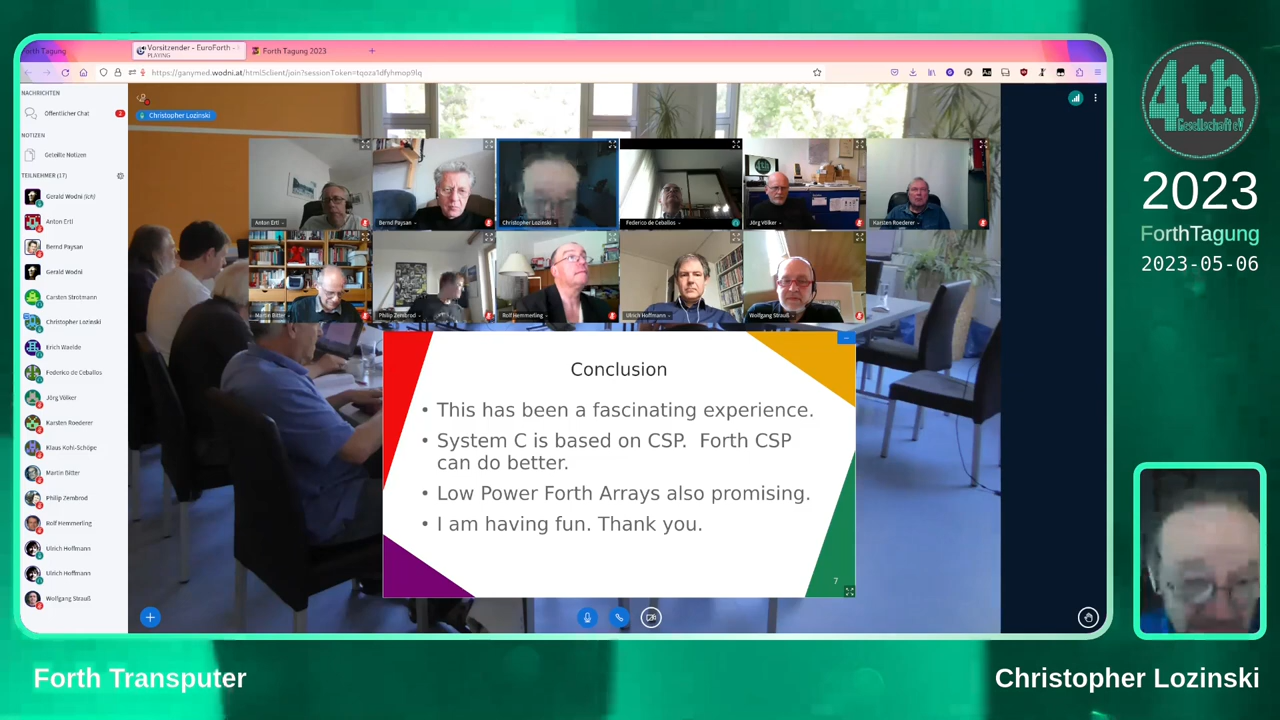 Forth Tagung
Vorsitzender - EuroForth -
PLAYING
Forth Tagung 2023
https://ganymed.wodni.at/html5client/join?sessionToken=tqoza1dfyhmop9lq
NACHRICHTEN
Öffentlicher Chat
NOTIZEN
Geteilte Notizen
TEILNEHMER (17)
Gerald Wodni (Ich)
Anton Ertl
Bernd Paysan
Gerald Wodni
Carsten Strotmann
Christopher Lozinski
Erich Waelde
Federico de Ceballos
Jörg Völker
Karsten Roederer
Klaus Kohl-Schöpe
Martin Bitter
Philip Zembrod
Rolf Hemmerling
Ulrich Hoffmann
Ulrich Hoffmann
Wolfgang Strauß
Christopher Lozinski
Anton Ertl
Bernd Paysan
Christopher Lozinski
Federico de Ceballos
Jörg Völker
Karsten Roederer
Martin Bitter
Philip Zembrod
Rolf Hemmerling
Ulrich Hoffmann
Wolfgang Strauß
Conclusion
• This has been a fascinating experience.
• System C is based on CSP. Forth CSP
can do better.
• Low Power Forth Arrays also promising.
• I am having fun. Thank you.
7
4th
Gesellschaft eV
2023
ForthTagung
2023-05-06
Forth Transputer
Christopher Lozinski